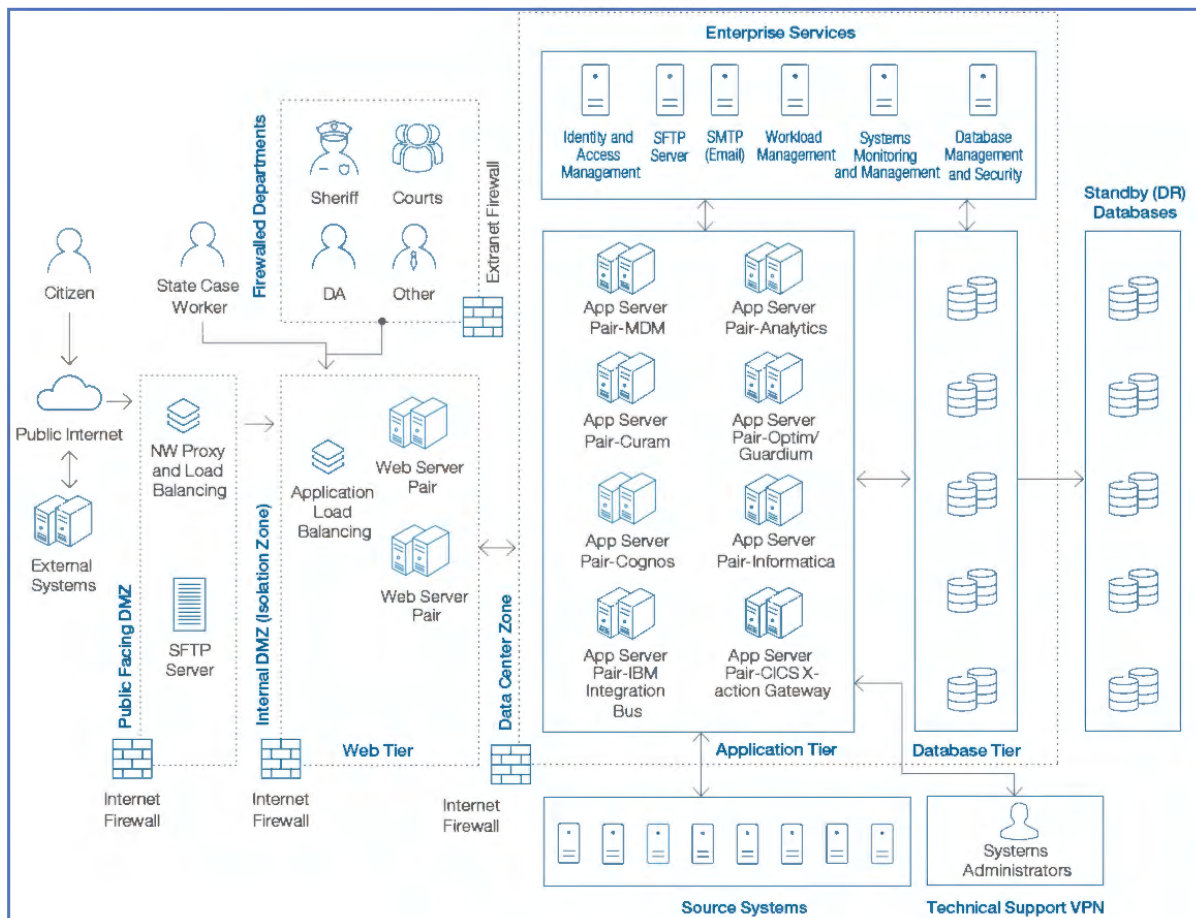 Enterprise Services
Identity and
Access
Management
SFTP
Server
SMTP
(Email)
Workload
Management
Systems
Monitoring
and Management
Database
Management
and Security
Standby (DR)
Databases
Firewalled Departments
Sheriff
Courts
DA
Other
Extranet Firewall
Citizen
State Case
Worker
Public Internet
External
Systems
NW Proxy
and Load
Balancing
SFTP
Server
Public Facing DMZ
Internet
Firewall
Application
Load
Balancing
Web Server
Pair
Web Server
Pair
Internal DMZ (Isolation Zone)
Web Tier
Internet
Firewall
Data Center Zone
Internet
Firewall
App Server
Pair-MDM
App Server
Pair-Analytics
App Server
Pair-Curam
App Server
Pair-Optim/
Guardium
App Server
Pair-Cognos
App Server
Pair-Informatica
App Server
Pair-IBM
Integration
Bus
App Server
Pair-CICS X-
action Gateway
Application Tier
Database Tier
Source Systems
Systems
Administrators
Technical Support VPN